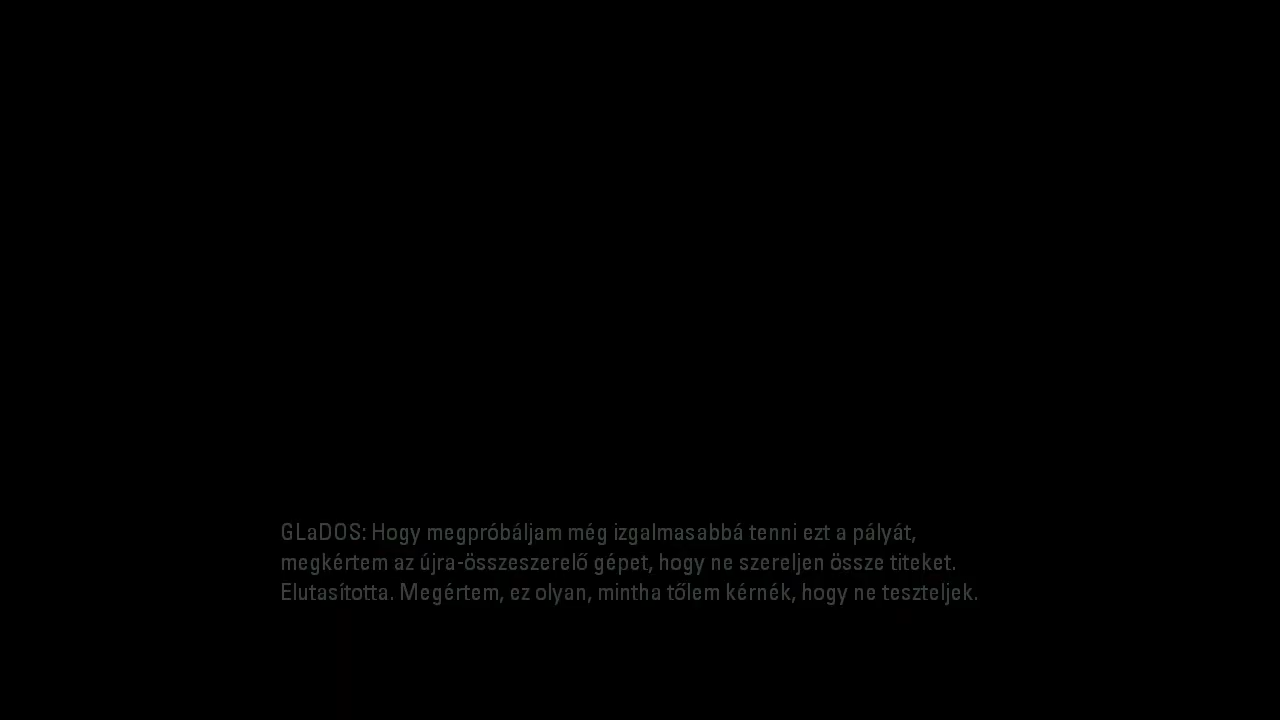 GLaDOS: Hogy megpróbáljam még izgalmasabbá tenni ezt a pályát,
megkértem az újra-összeszerelő gépet, hogy ne szereljen össze titeket.
Elutasította. Megértem, ez olyan, mintha tőlem kérnék, hogy ne teszteljek.